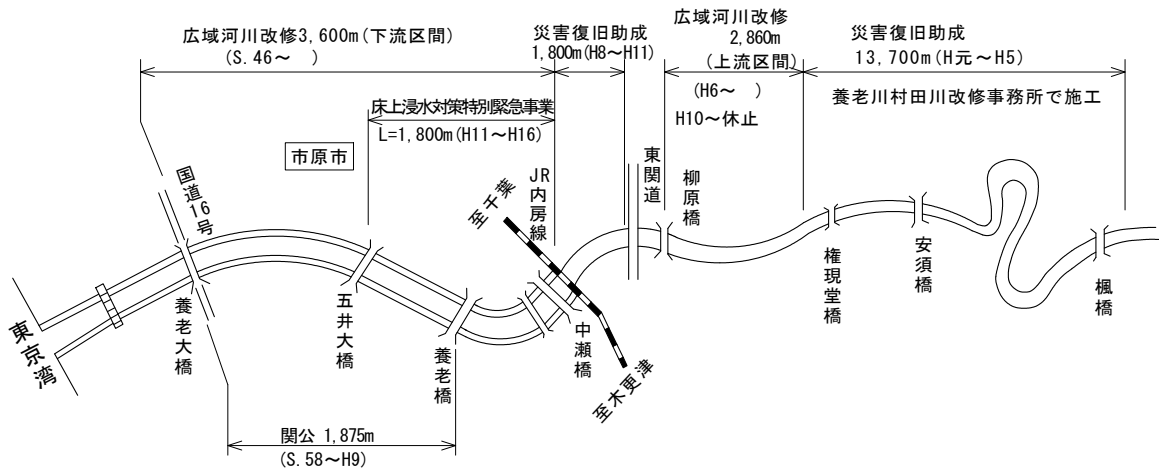 広域河川改修3,600m(下流区間)
(S.46～　)
災害復旧助成
1,800m(H8～H11)
広域河川改修
2,860m
(上流区間)
(H6～　)
H10～休止
災害復旧助成
13,700m(H元～H5)
養老川村田川改修事務所で施工
床上浸水対策特別緊急事業
L=1,800m(H11～H16)
市原市
国道16号
至千葉
JR内房線
東関道
柳原橋
東京湾
養老大橋
五井大橋
養老橋
中瀬橋
至木更津
権現堂橋
安須橋
楓橋
関公 1,875m
(S.58～H9)